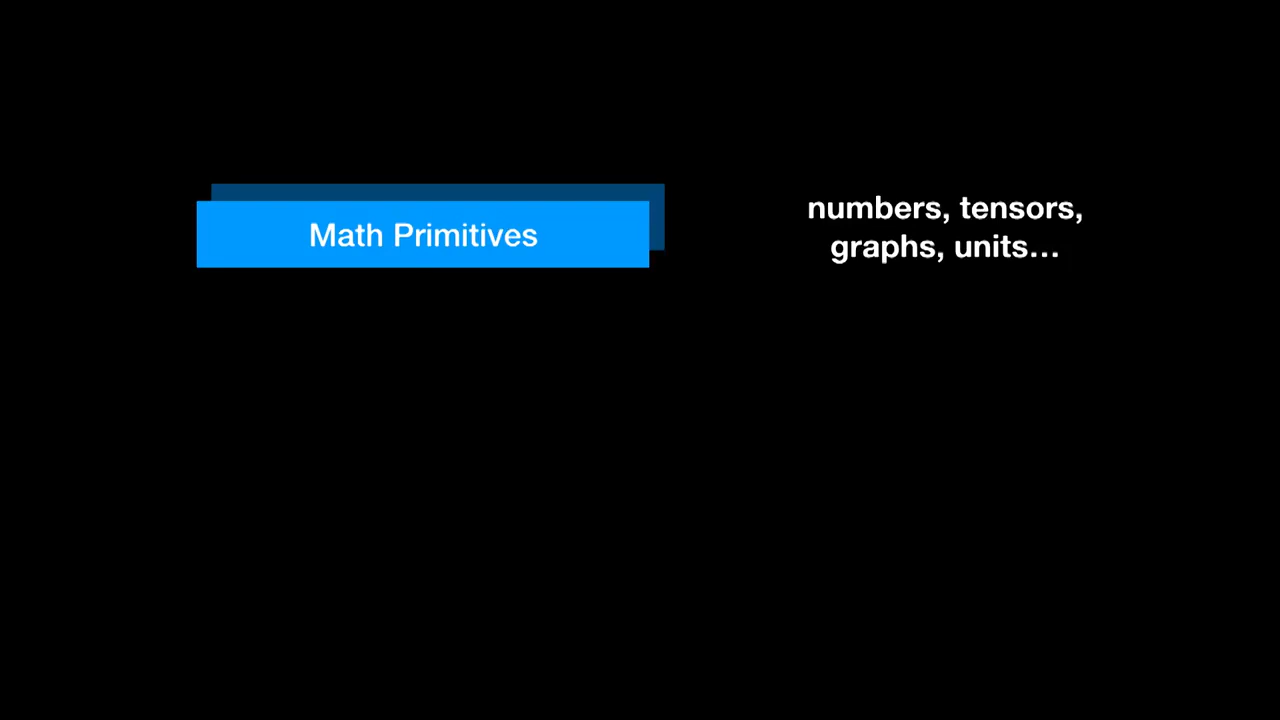 Math Primitives
numbers, tensors,
graphs, units…